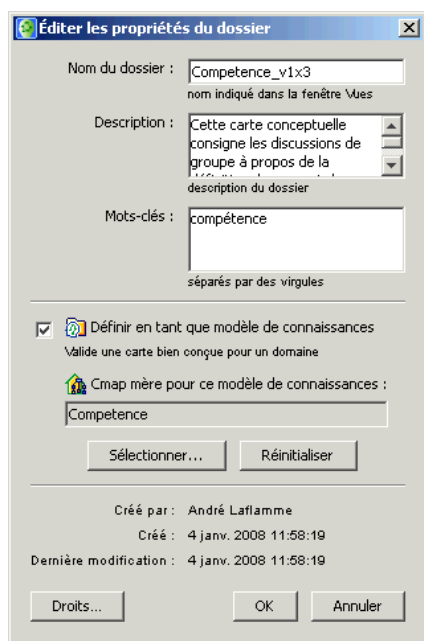 Éditer les propriétés du dossier
Nom du dossier : Competence_v1x3
nom indiqué dans la fenêtre Vues
Description : Cette carte conceptuelle
consigne les discussions de
groupe à propos de la
description du dossier
Mots-clés : compétence
séparés par des virgules
Définir en tant que modèle de connaissances
Valide une carte bien conçue pour un domaine
Cmap mère pour ce modèle de connaissances :
Competence
Sélectionner... Réinitialiser
Créé par : André Laflamme
Créé : 4 janv. 2008 11:58:19
Dernière modification : 4 janv. 2008 11:58:19
Droits... OK Annuler